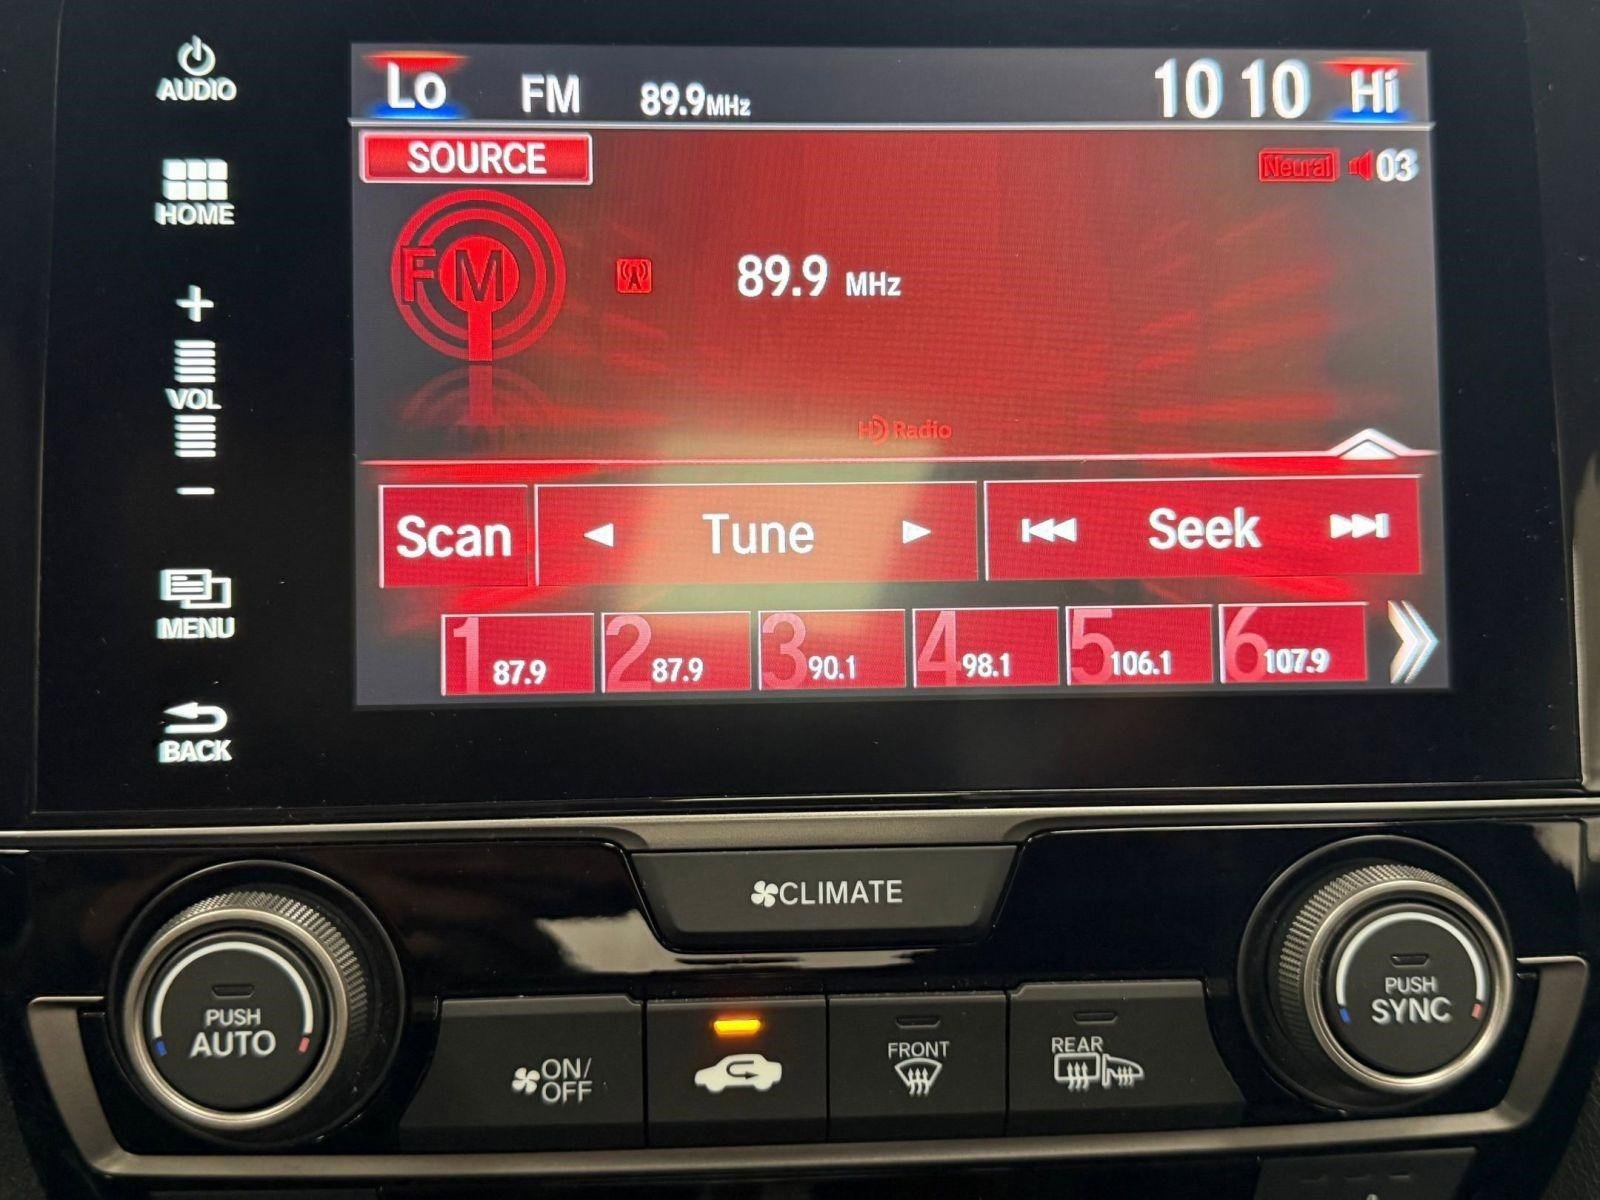 AUDIO
Lo FM 89.9MHz 10 10 Hi
SOURCE
Neural 03
HOME
FM
89.9 MHz
+
VOL
−
HD Radio
Scan Tune Seek
MENU
1 87.9 2 87.9 3 90.1 4 98.1 5 106.1 6 107.9
BACK
CLIMATE
PUSH
AUTO
PUSH
SYNC
ON/
OFF
FRONT
REAR